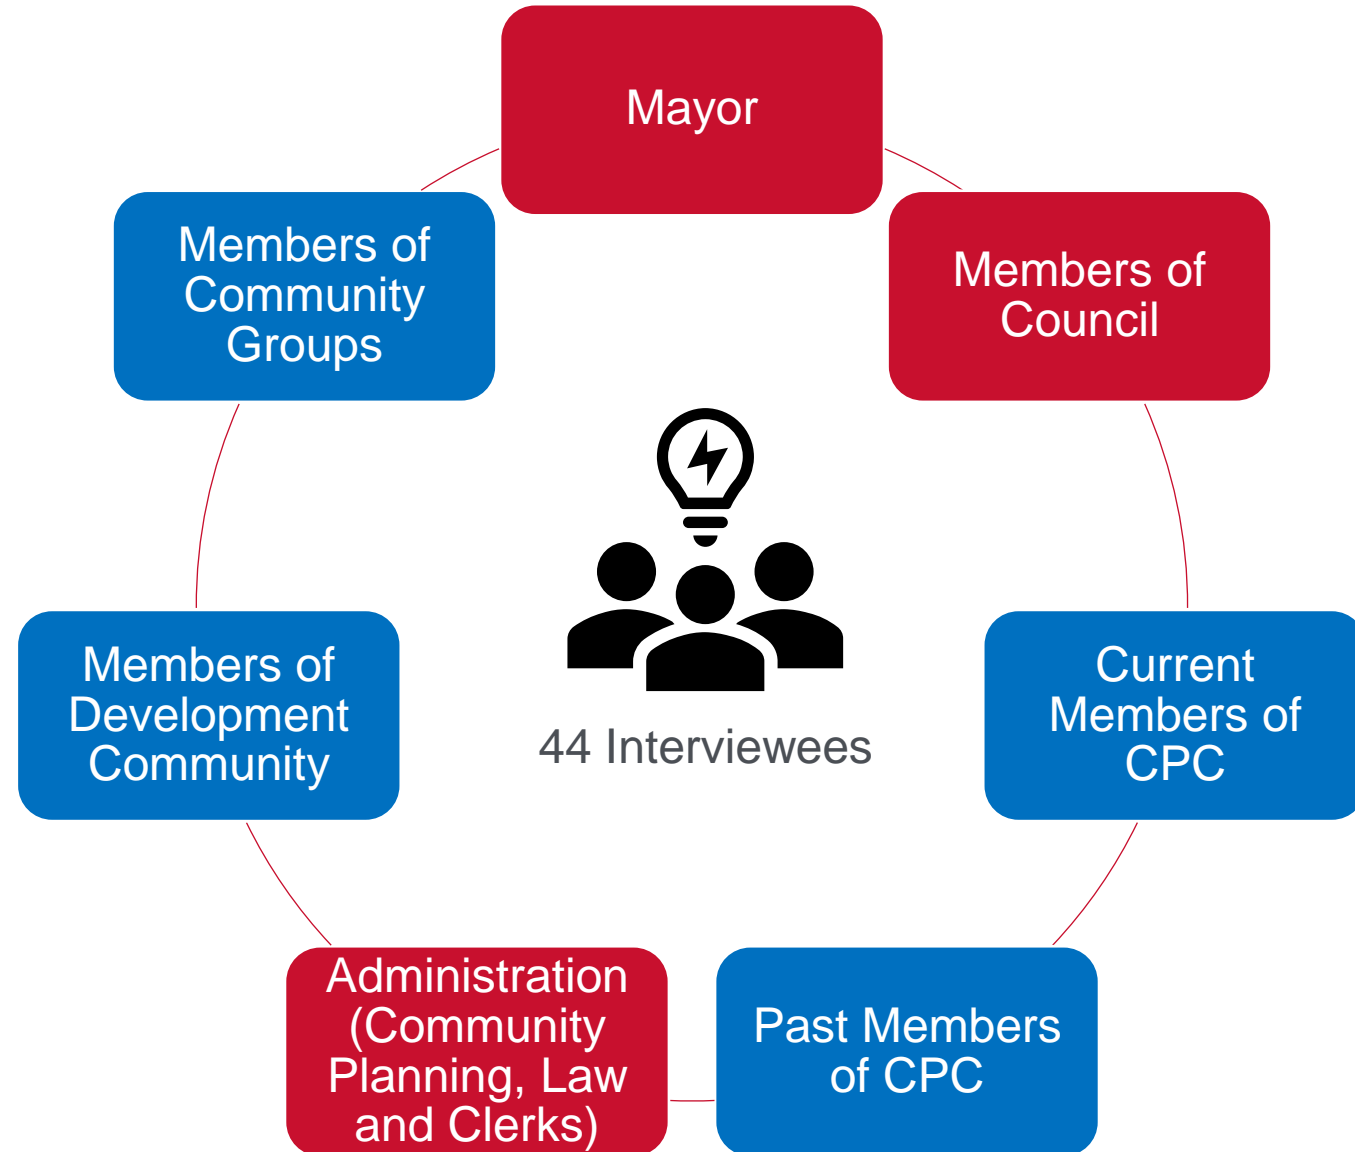 Mayor
Members of
Council
Current
Members of
CPC
Past Members
of CPC
Administration
(Community
Planning, Law
and Clerks)
Members of
Development
Community
Members of
Community
Groups
44 Interviewees